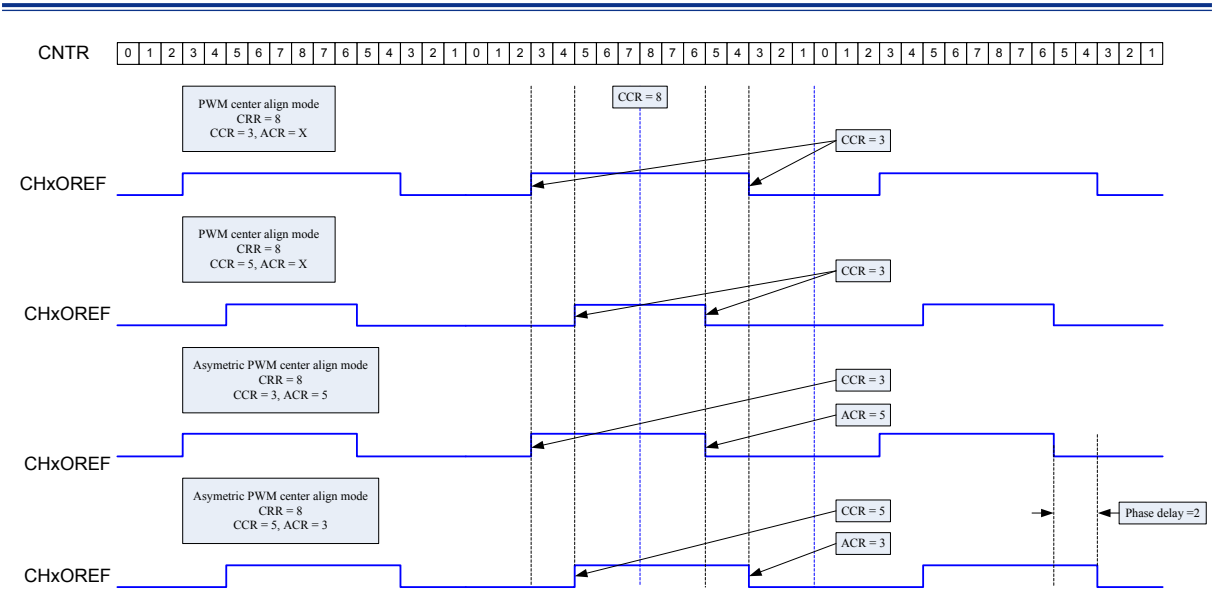 CNTR 0 1 2 3 4 5 6 7 8 7 6 5 4 3 2 1 0 1 2 3 4 5 6 7 8 7 6 5 4 3 2 1 0 1 2 3 4 5 6 7 8 7 6 5 4 3 2 1
PWM center align mode
CRR = 8
CCR = 3, ACR = X
CCR = 8
CCR = 3
CHxOREF
PWM center align mode
CRR = 8
CCR = 5, ACR = X
CCR = 3
CHxOREF
Asymetric PWM center align mode
CRR = 8
CCR = 3, ACR = 5
CCR = 3
ACR = 5
CHxOREF
Asymetric PWM center align mode
CRR = 8
CCR = 5, ACR = 3
CCR = 5
Phase delay =2
ACR = 3
CHxOREF